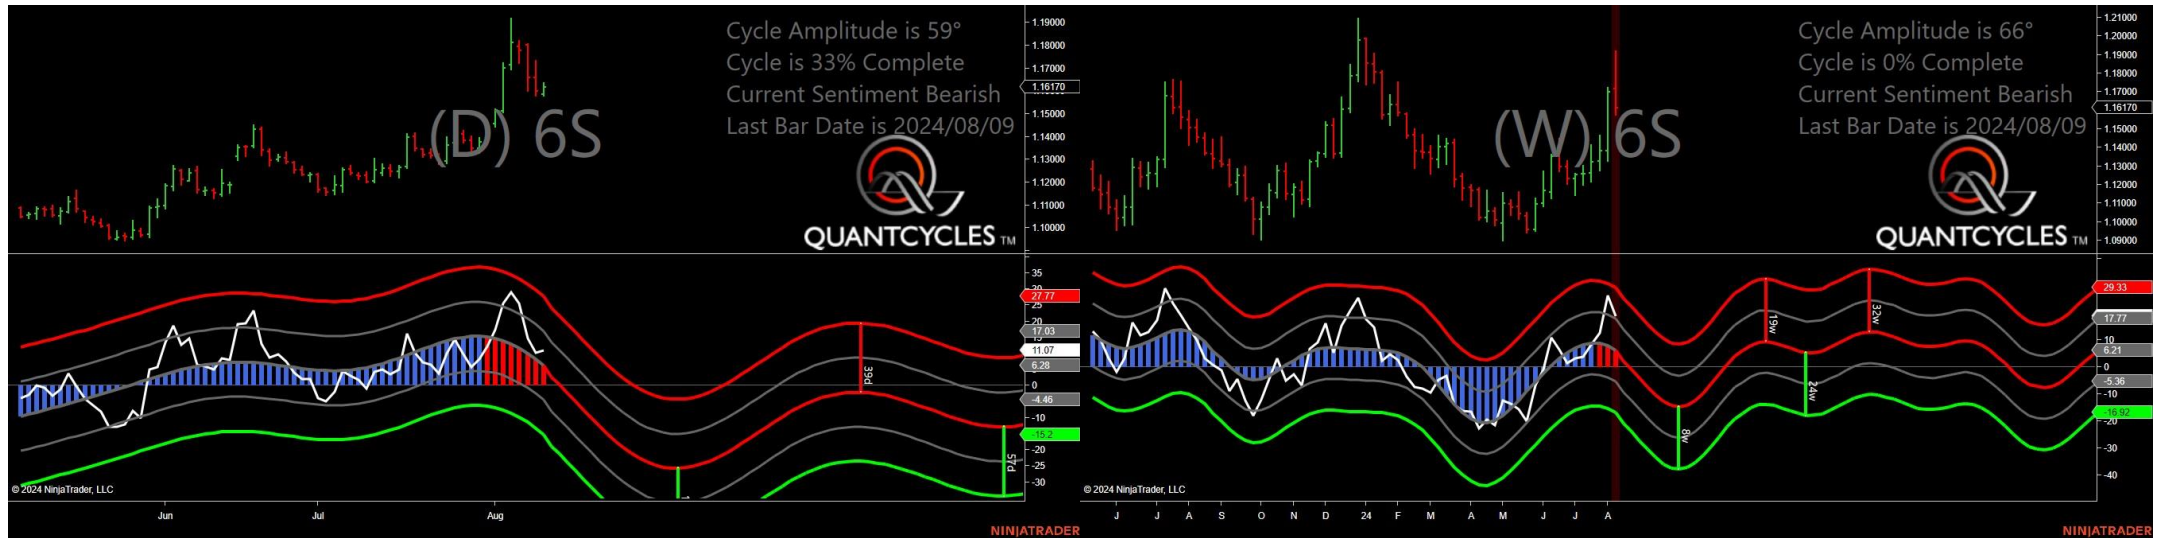 Cycle Amplitude is 59°
Cycle is 33% Complete
Current Sentiment Bearish
Last Bar Date is 2024/08/09
(D) 6S
QUANTCYCLES TM
1.19000
1.18000
1.17000
1.16170
1.15000
1.14000
1.13000
1.12000
1.11000
1.10000
35
27.77
25
20
17.03
15
11.07
6.28
0
-4.46
-10
-15.2
20
-25
-30
39d
57d
© 2024 NinjaTrader, LLC
Jun
Jul
Aug
NINJATRADER
Cycle Amplitude is 66°
Cycle is 0% Complete
Current Sentiment Bearish
Last Bar Date is 2024/08/09
(W) 6S
QUANTCYCLES TM
1.21000
1.20000
1.19000
1.18000
1.17000
1.16170
1.15000
1.14000
1.13000
1.12000
1.11000
1.10000
1.09000
29.33
17.77
10
6.21
0
-5.36
-10
-16.92
-20
-30
-40
19w
32w
24w
8w
© 2024 NinjaTrader, LLC
J
J
A
S
O
N
D
24
F
M
A
M
J
J
A
NINJATRADER